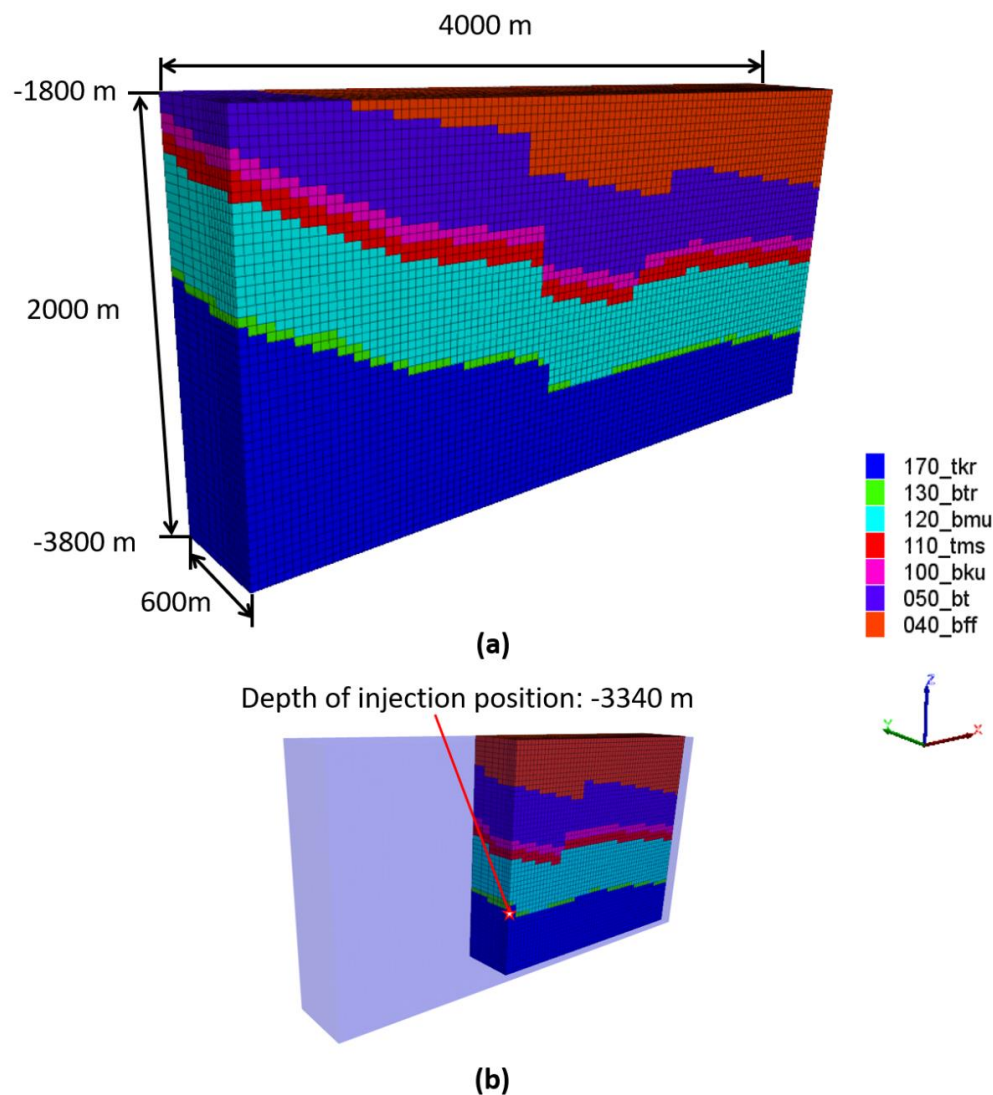 4000 m
-1800 m
2000 m
-3800 m
600m
170_tkr
130_btr
120_bmu
110_tms
100_bku
050_bt
040_bff
(a)
Z
Y
X
Depth of injection position: -3340 m
(b)